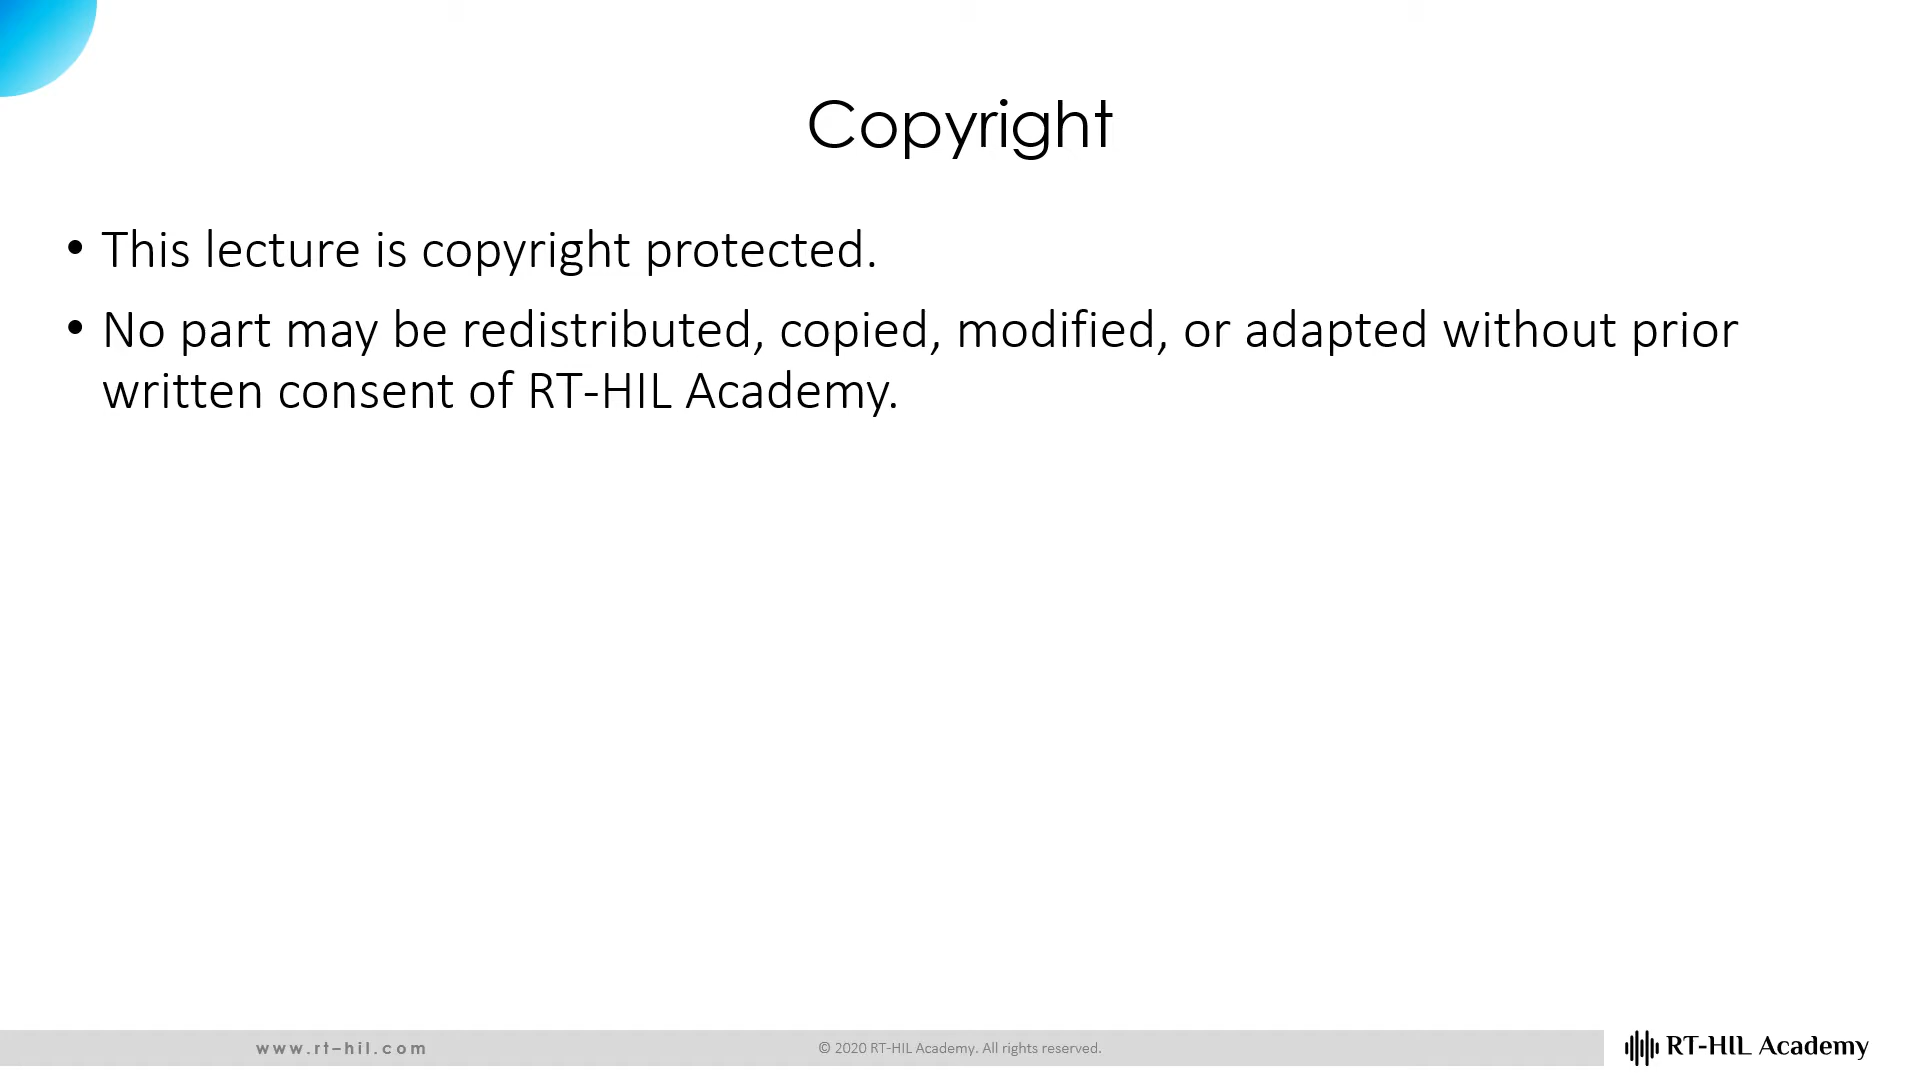 Copyright
• This lecture is copyright protected.
• No part may be redistributed, copied, modified, or adapted without prior
written consent of RT-HIL Academy.
www.rt-hil.com
© 2020 RT-HIL Academy. All rights reserved.
RT-HIL Academy